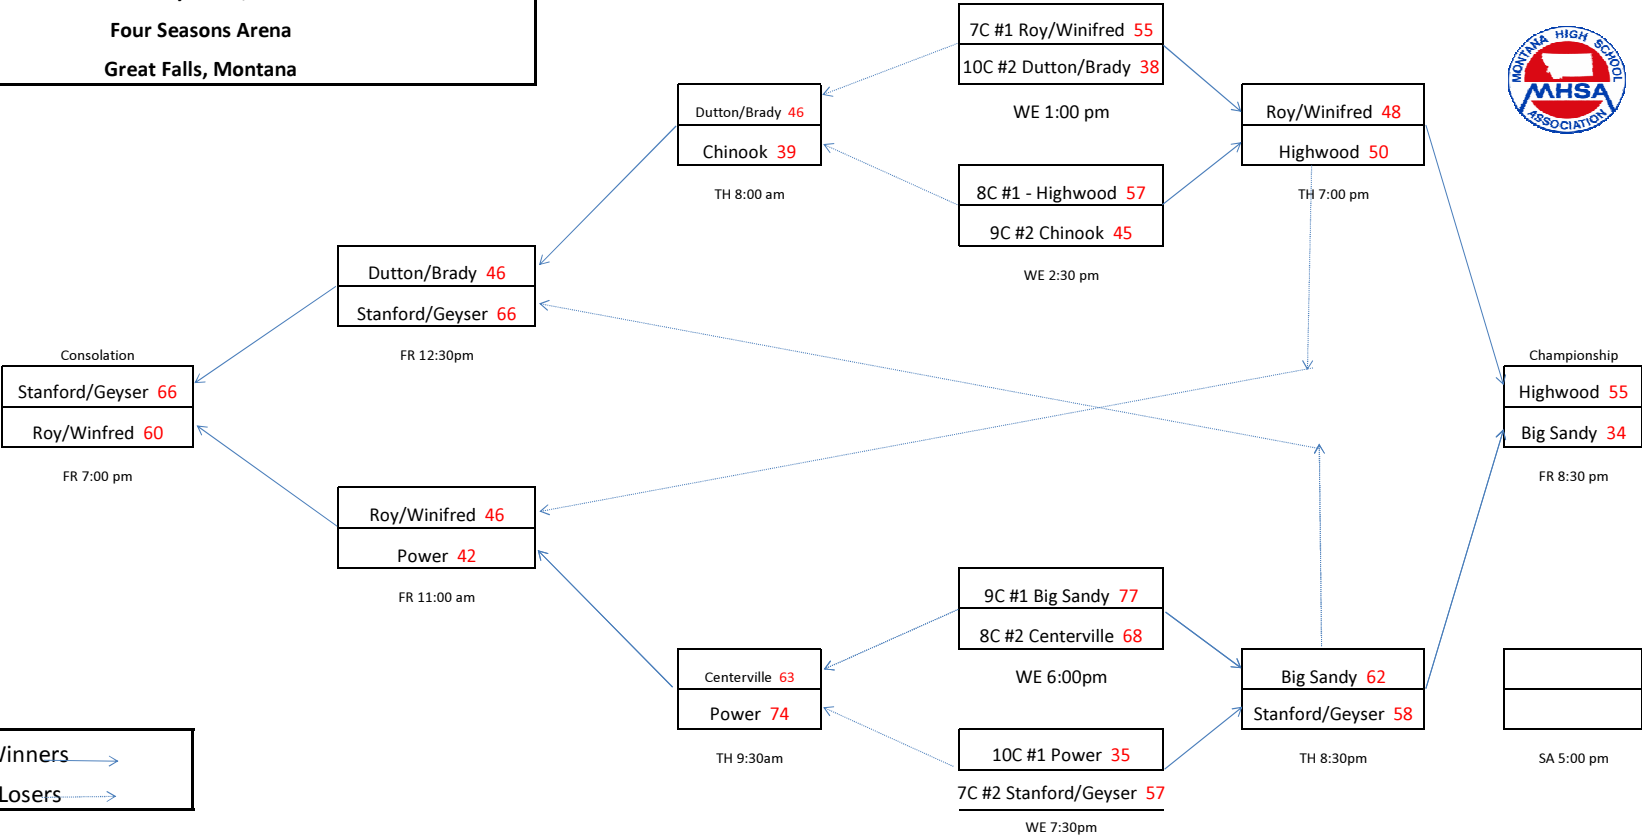 Four Seasons Arena
Great Falls, Montana
7C #1 Roy/Winifred 55
10C #2 Dutton/Brady 38
WE 1:00 pm
MONTANA HIGH SCHOOL
MHSA
ASSOCIATION
Dutton/Brady 46
Chinook 39
TH 8:00 am
Roy/Winifred 48
Highwood 50
TH 7:00 pm
8C #1 - Highwood 57
9C #2 Chinook 45
WE 2:30 pm
Dutton/Brady 46
Stanford/Geyser 66
FR 12:30pm
Consolation
Stanford/Geyser 66
Roy/Winfred 60
FR 7:00 pm
Championship
Highwood 55
Big Sandy 34
FR 8:30 pm
Roy/Winifred 46
Power 42
FR 11:00 am
9C #1 Big Sandy 77
8C #2 Centerville 68
WE 6:00pm
Centerville 63
Power 74
TH 9:30am
Big Sandy 62
Stanford/Geyser 58
TH 8:30pm
10C #1 Power 35
7C #2 Stanford/Geyser 57
WE 7:30pm
SA 5:00 pm
Winners
Losers